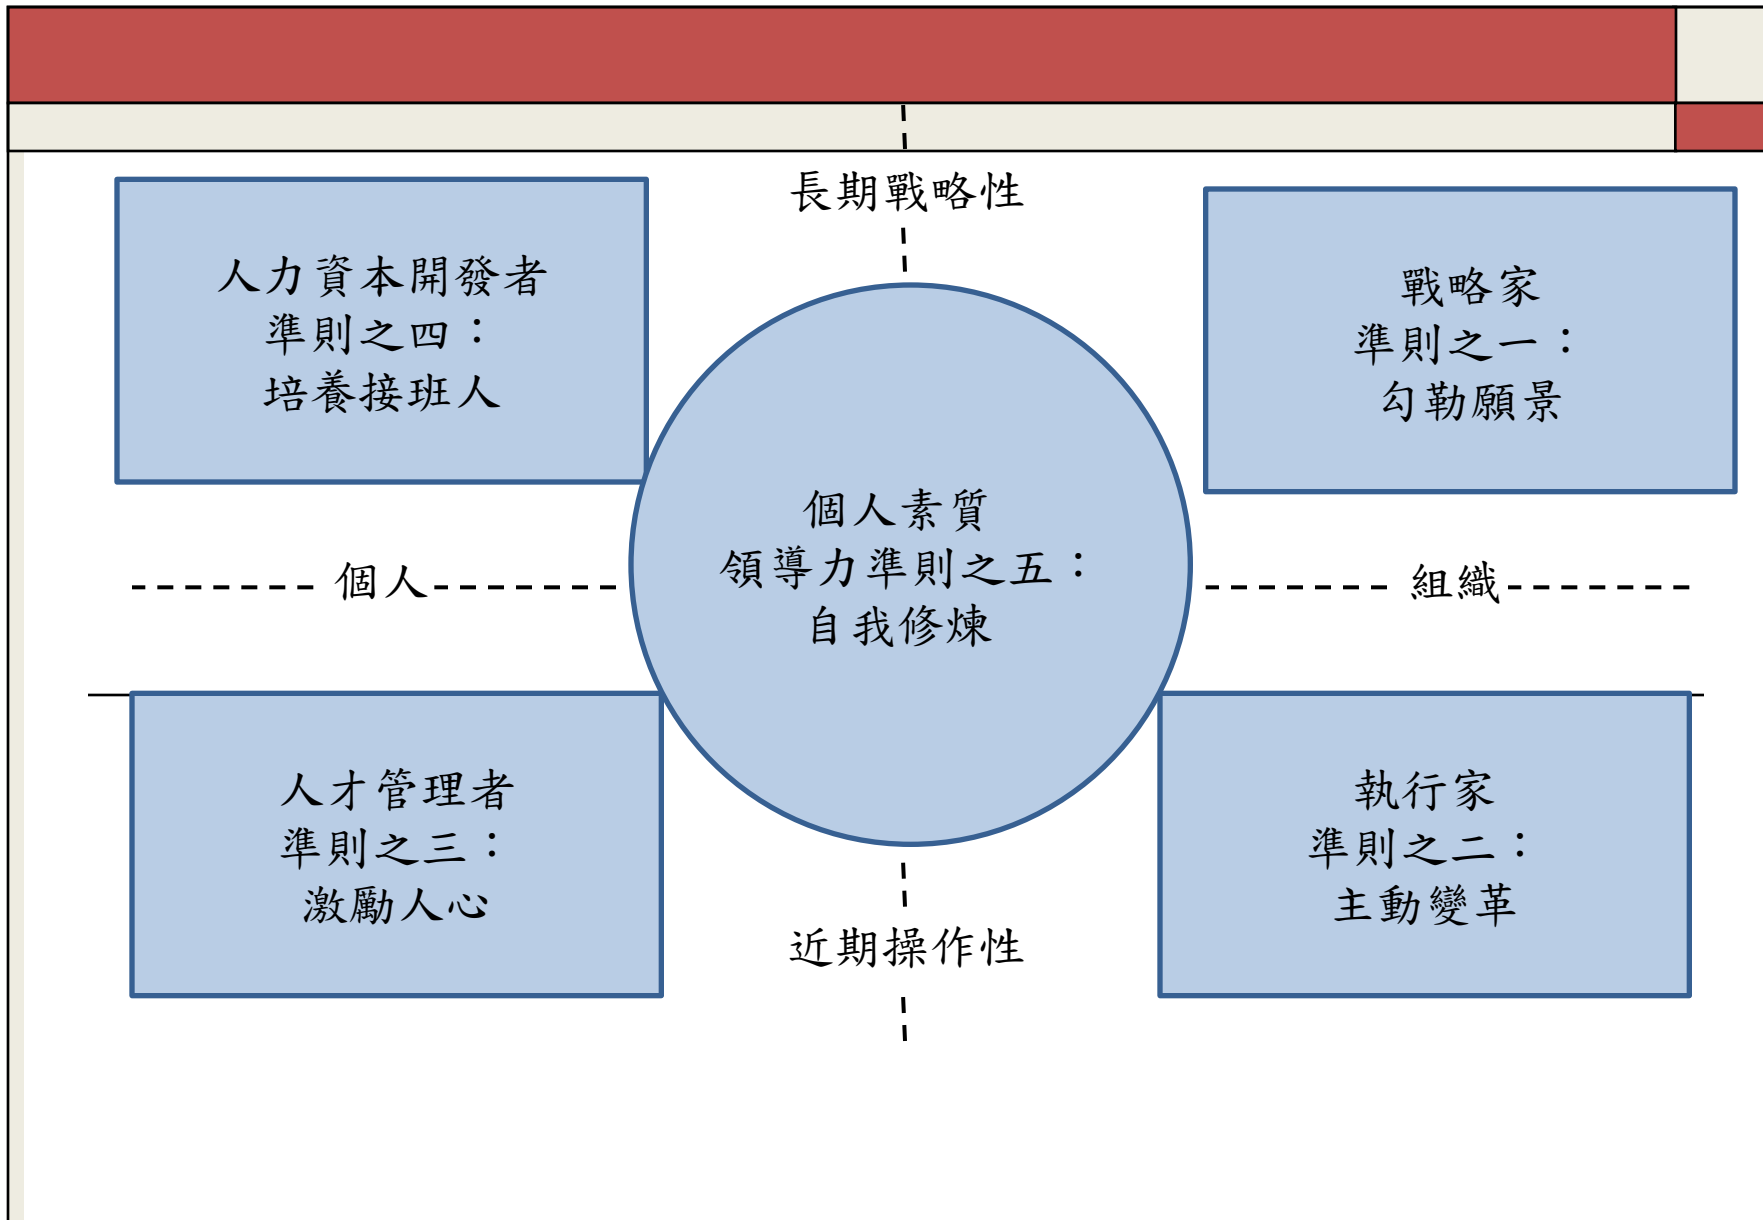 長期戰略性
人力資本開發者
準則之四：
培養接班人
戰略家
準則之一：
勾勒願景
個人素質
領導力準則之五：
自我修煉
個人
組織
人才管理者
準則之三：
激勵人心
執行家
準則之二：
主動變革
近期操作性